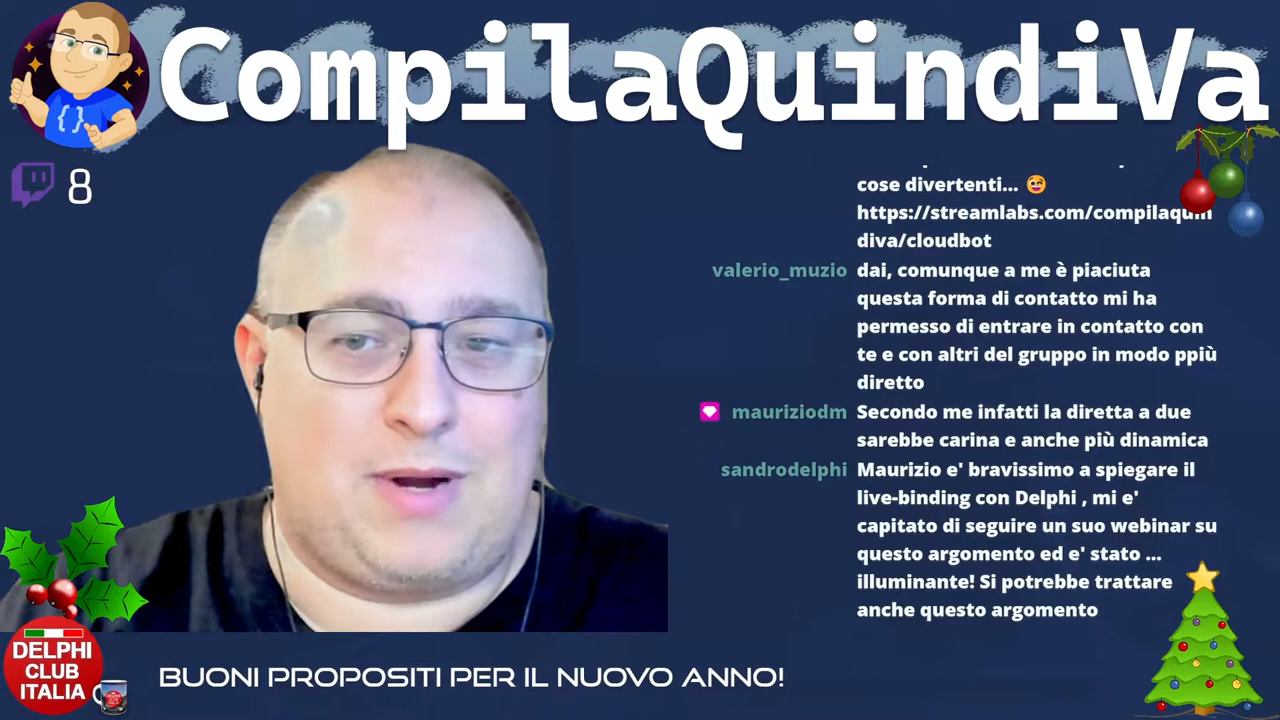 CompilaQuindiVa
{}
8
cose divertenti...
https://streamlabs.com/compilaquin
diva/cloudbot
valerio_muzio dai, comunque a me è piaciuta
questa forma di contatto mi ha
permesso di entrare in contatto con
te e con altri del gruppo in modo ppiù
diretto
mauriziodm Secondo me infatti la diretta a due
sarebbe carina e anche più dinamica
sandrodelphi Maurizio e' bravissimo a spiegare il
live-binding con Delphi , mi e'
capitato di seguire un suo webinar su
questo argomento ed e' stato ...
illuminante! Si potrebbe trattare
anche questo argomento
DELPHI
CLUB
ITALIA
BUONI PROPOSITI PER IL NUOVO ANNO!